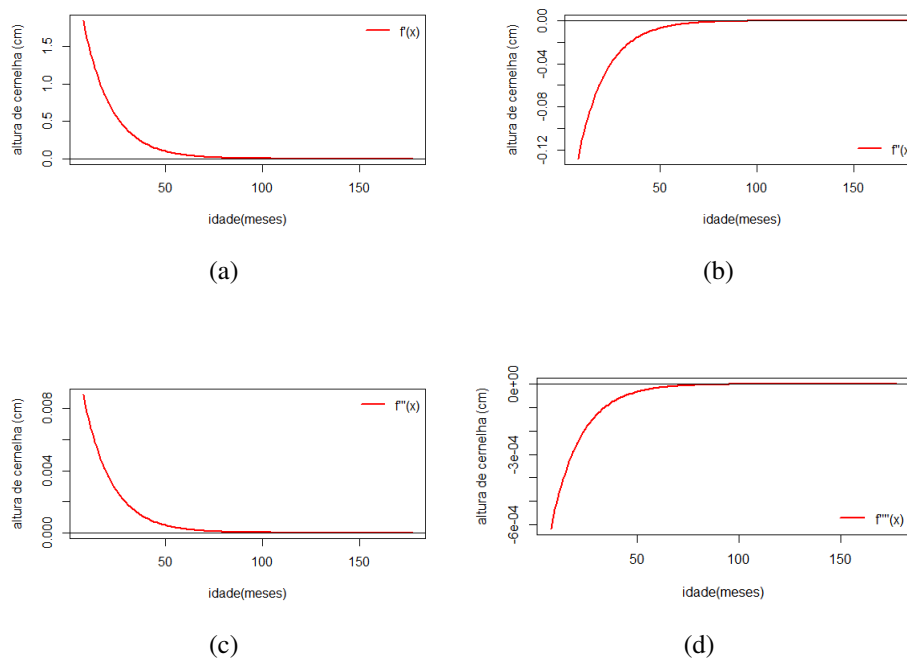 altura de cernelha (cm)
0.0 0.5 1.0 1.5
f'(x)
50 100 150
idade(meses)
(a)
altura de cernelha (cm)
-0.12 -0.08 -0.04 0.00
f''(x
50 100 150
idade(meses)
(b)
altura de cernelha (cm)
0.000 0.004 0.008
f'''(x)
50 100 150
idade(meses)
(c)
altura de cernelha (cm)
-6e-04 -3e-04 0e+00
f''''(x)
50 100 150
idade(meses)
(d)